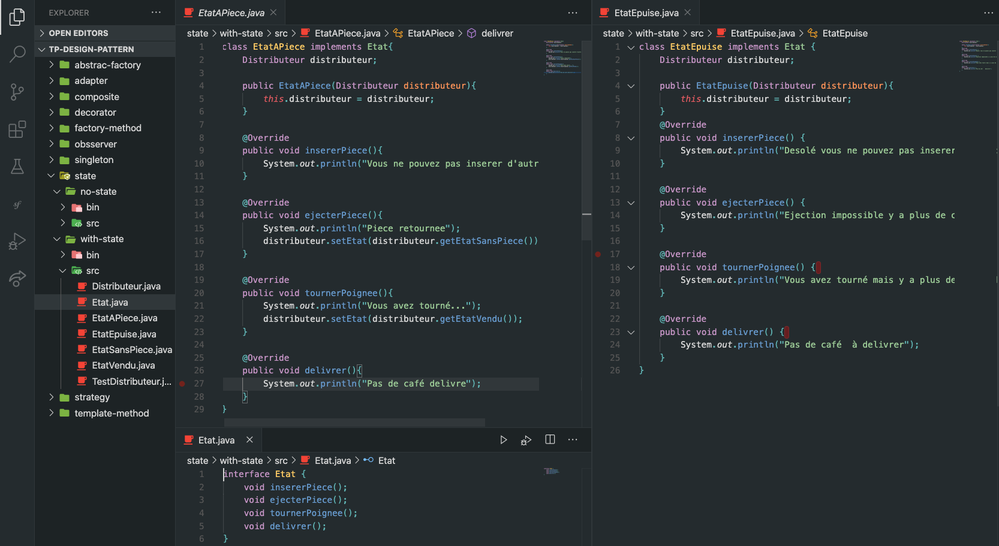 EXPLORER
OPEN EDITORS
TP-DESIGN-PATTERN
abstrac-factory
adapter
composite
decorator
factory-method
obsserver
singleton
state
no-state
bin
src
with-state
bin
src
Distributeur.java
Etat.java
EtatAPiece.java
EtatEpuise.java
EtatSansPiece.java
EtatVendu.java
TestDistributeur.j...
strategy
template-method
EtatAPiece.java
state > with-state > src > EtatAPiece.java > EtatAPiece > delivrer
1 class EtatAPiece implements Etat{
2 Distributeur distributeur;
3
4 public EtatAPiece(Distributeur distributeur){
5 this.distributeur = distributeur;
6 }
7
8 @Override
9 public void insererPiece(){
10 System.out.println("Vous ne pouvez pas inserer d'autr
11 }
12
13 @Override
14 public void ejecterPiece(){
15 System.out.println("Piece retournee");
16 distributeur.setEtat(distributeur.getEtatSansPiece())
17 }
18
19 @Override
20 public void tournerPoignee(){
21 System.out.println("Vous avez tourné...");
22 distributeur.setEtat(distributeur.getEtatVendu());
23 }
24
25 @Override
26 public void delivrer(){
27 System.out.println("Pas de café delivre");
28 }
29 }
Etat.java
state > with-state > src > Etat.java > Etat
1 interface Etat {
2 void insererPiece();
3 void ejecterPiece();
4 void tournerPoignee();
5 void delivrer();
6 }
EtatEpuise.java
state > with-state > src > EtatEpuise.java > EtatEpuise
1 class EtatEpuise implements Etat {
2 Distributeur distributeur;
3
4 public EtatEpuise(Distributeur distributeur){
5 this.distributeur = distributeur;
6 }
7 @Override
8 public void insererPiece() {
9 System.out.println("Desolé vous ne pouvez pas inserer
10 }
11
12 @Override
13 public void ejecterPiece() {
14 System.out.println("Ejection impossible y a plus de c
15 }
16
17 @Override
18 public void tournerPoignee() {
19 System.out.println("Vous avez tourné mais y a plus de
20 }
21
22 @Override
23 public void delivrer() {
24 System.out.println("Pas de café  à delivrer");
25 }
26 }